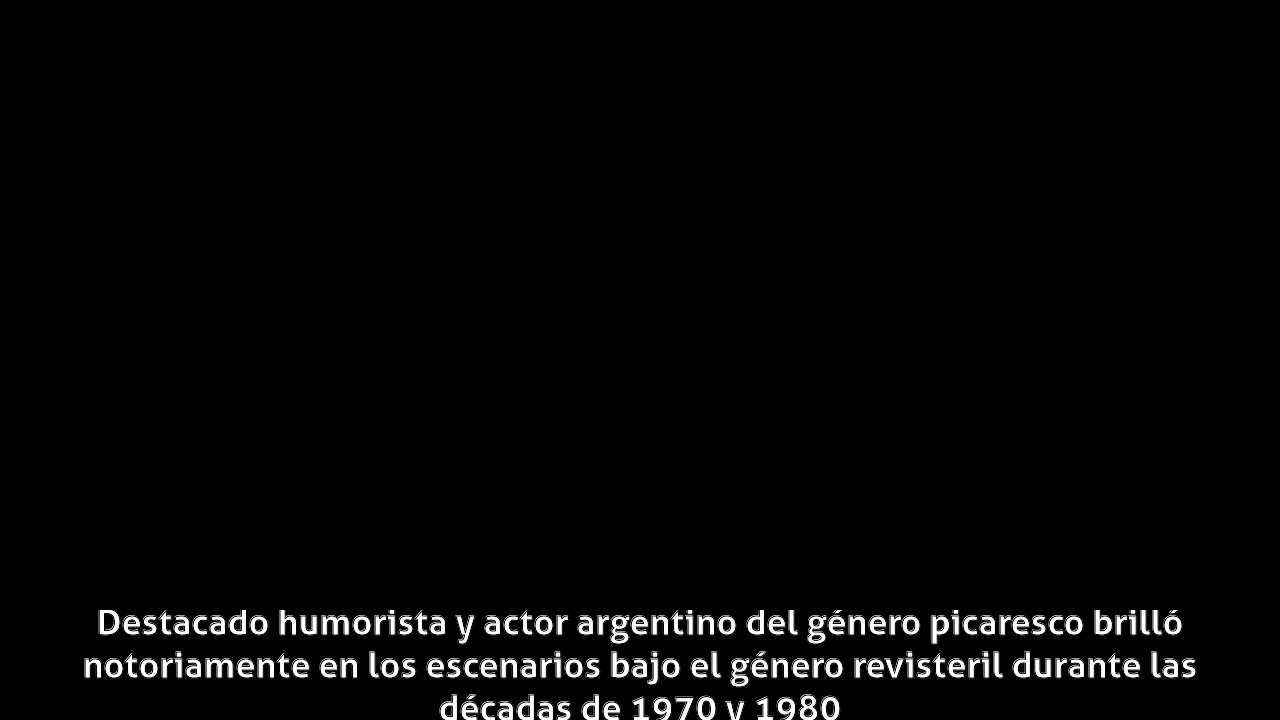 Destacado humorista y actor argentino del género picaresco brilló
notoriamente en los escenarios bajo el género revisteril durante las
décadas de 1970 y 1980